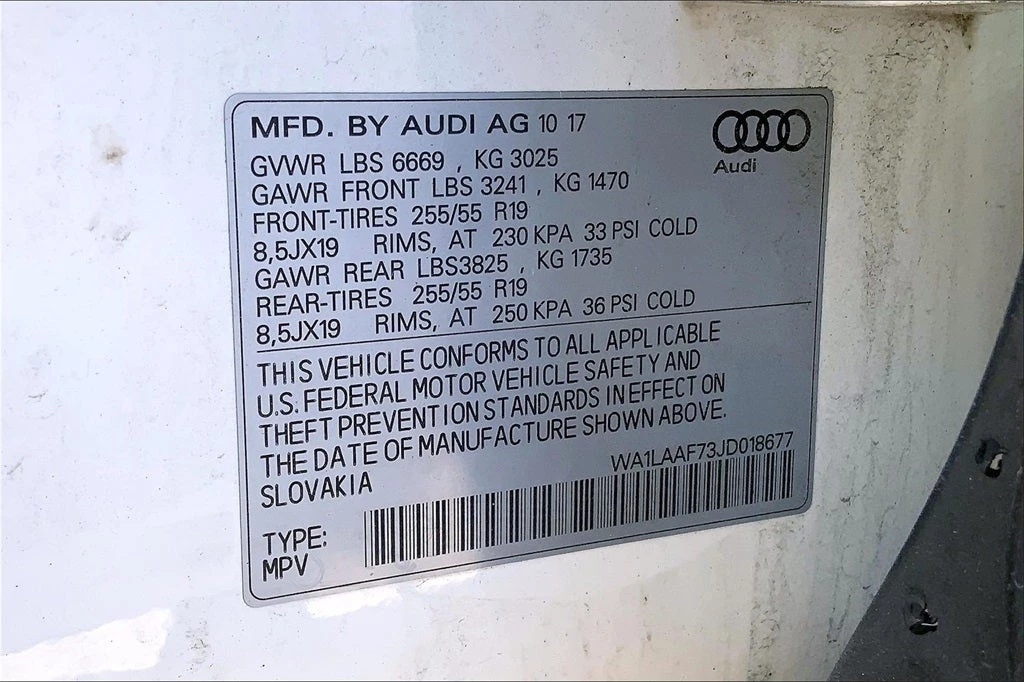 MFD. BY AUDI AG 10 17
Audi
GVWR LBS 6669 , KG 3025
GAWR FRONT LBS 3241 , KG 1470
FRONT-TIRES 255/55 R19
8,5JX19 RIMS, AT 230 KPA 33 PSI COLD
GAWR REAR LBS3825 , KG 1735
REAR-TIRES 255/55 R19
8,5JX19 RIMS, AT 250 KPA 36 PSI COLD
THIS VEHICLE CONFORMS TO ALL APPLICABLE
U.S. FEDERAL MOTOR VEHICLE SAFETY AND
THEFT PREVENTION STANDARDS IN EFFECT ON
THE DATE OF MANUFACTURE SHOWN ABOVE.
SLOVAKIA WA1LAAF73JD018677
TYPE:
MPV